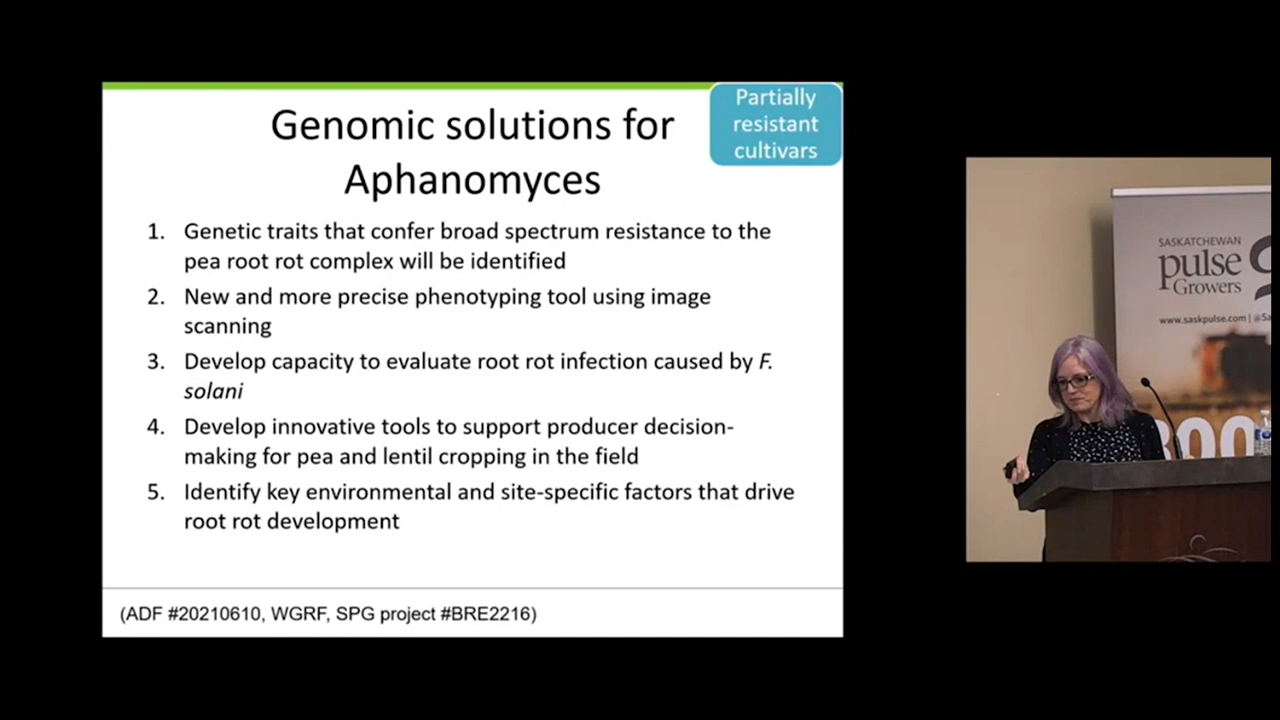 Partially
resistant
cultivars
Genomic solutions for
Aphanomyces
1. Genetic traits that confer broad spectrum resistance to the
pea root rot complex will be identified
2. New and more precise phenotyping tool using image
scanning
3. Develop capacity to evaluate root rot infection caused by F.
solani
4. Develop innovative tools to support producer decision-
making for pea and lentil cropping in the field
5. Identify key environmental and site-specific factors that drive
root rot development
(ADF #20210610, WGRF, SPG project #BRE2216)
SASKATCHEWAN
pulse
Growers
www.saskpulse.com | @Sa